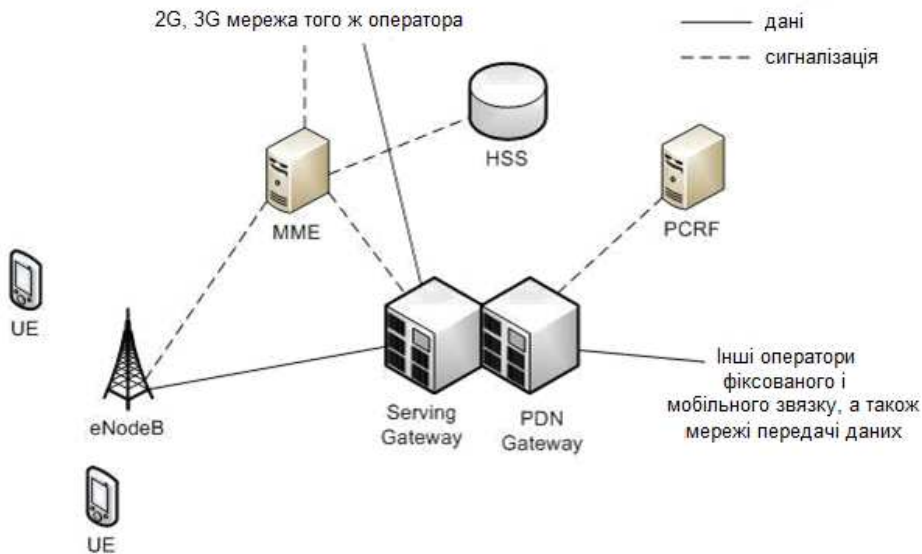 2G, 3G мережа того ж оператора
дані
сигналізація
HSS
MME
PCRF
UE
Інші оператори
фіксованого і
мобільного звязку, а також
мережі передачі даних
eNodeB
Serving
Gateway
PDN
Gateway
UE